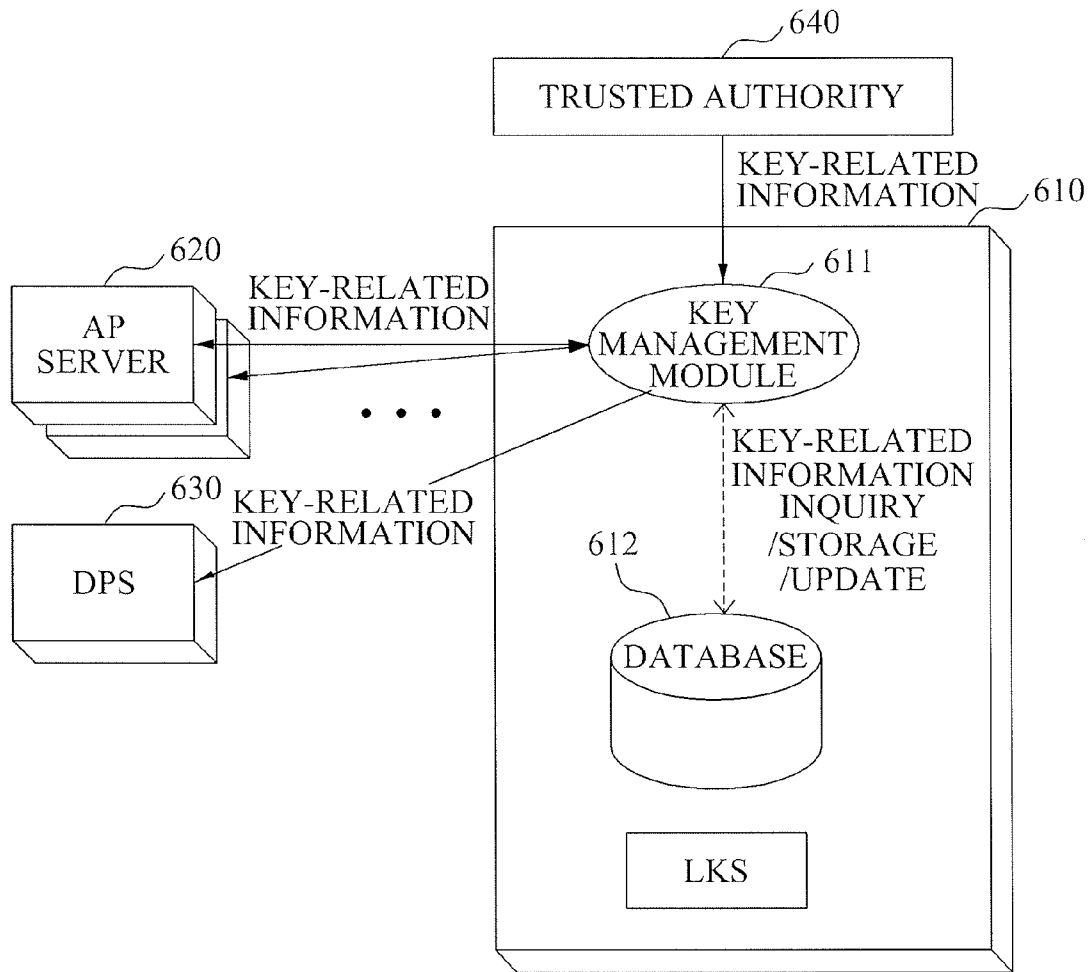 640
TRUSTED AUTHORITY
KEY-RELATED
INFORMATION
610
620
KEY-RELATED
INFORMATION
611
AP
SERVER
KEY
MANAGEMENT
MODULE
• • •
630
KEY-RELATED
INFORMATION
KEY-RELATED
INFORMATION
INQUIRY
/STORAGE
/UPDATE
DPS
612
DATABASE
LKS